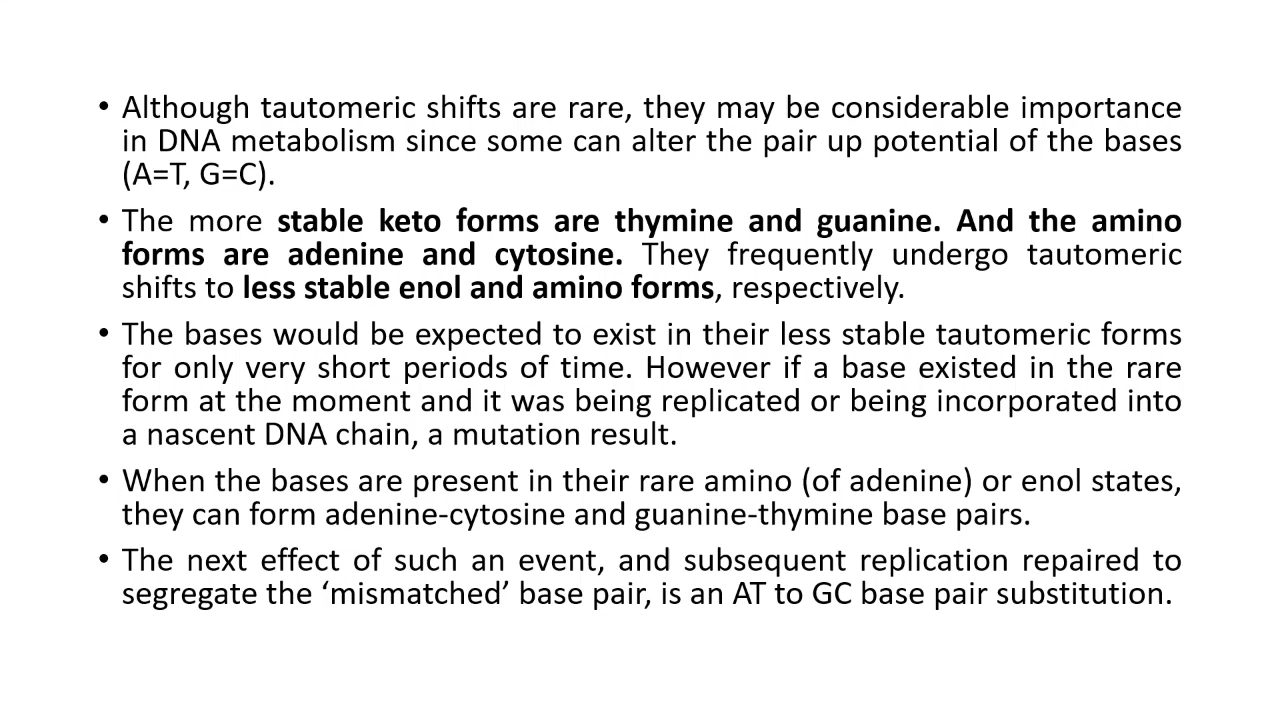 • Although tautomeric shifts are rare, they may be considerable importance
in DNA metabolism since some can alter the pair up potential of the bases
(A=T, G=C).
• The more stable keto forms are thymine and guanine. And the amino
forms are adenine and cytosine. They frequently undergo tautomeric
shifts to less stable enol and amino forms, respectively.
• The bases would be expected to exist in their less stable tautomeric forms
for only very short periods of time. However if a base existed in the rare
form at the moment and it was being replicated or being incorporated into
a nascent DNA chain, a mutation result.
• When the bases are present in their rare amino (of adenine) or enol states,
they can form adenine-cytosine and guanine-thymine base pairs.
• The next effect of such an event, and subsequent replication repaired to
segregate the ‘mismatched’ base pair, is an AT to GC base pair substitution.